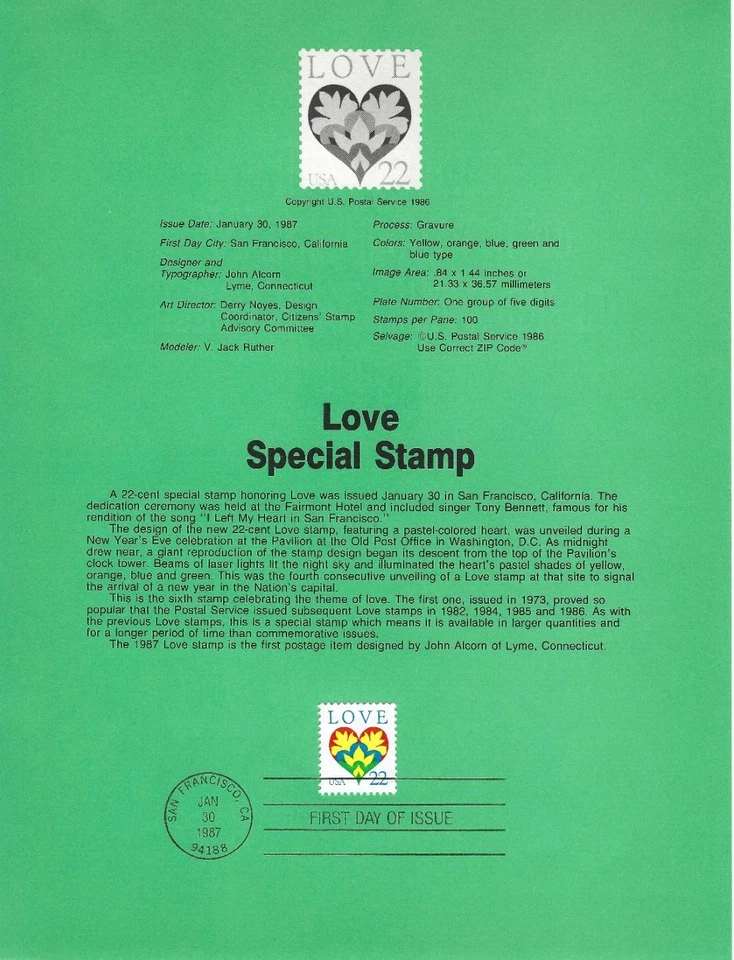 LOVE
USA 22
Copyright U.S. Postal Service 1986
Issue Date: January 30, 1987
First Day City: San Francisco, California
Designer and
Typographer: John Alcorn
Lyme, Connecticut
Art Director: Derry Noyes, Design
Coordinator, Citizens' Stamp
Advisory Committee
Modeler: V. Jack Ruther
Process: Gravure
Colors: Yellow, orange, blue, green and
blue type
Image Area: .84 x 1.44 inches or
21.33 x 36.57 millimeters
Plate Number: One group of five digits
Stamps per Pane: 100
Selvage: ©U.S. Postal Service 1986
Use Correct ZIP Code®
Love
Special Stamp
A 22-cent special stamp honoring Love was issued January 30 in San Francisco, California. The
dedication ceremony was held at the Fairmont Hotel and included singer Tony Bennett, famous for his
rendition of the song "I Left My Heart in San Francisco."
The design of the new 22-cent Love stamp, featuring a pastel-colored heart, was unveiled during a
New Year's Eve celebration at the Pavilion at the Old Post Office in Washington, D.C. As midnight
drew near, a giant reproduction of the stamp design began its descent from the top of the Pavilion's
clock tower. Beams of laser lights lit the night sky and illuminated the heart's pastel shades of yellow,
orange, blue and green. This was the fourth consecutive unveiling of a Love stamp at that site to signal
the arrival of a new year in the Nation's capital.
This is the sixth stamp celebrating the theme of love. The first one, issued in 1973, proved so
popular that the Postal Service issued subsequent Love stamps in 1982, 1984, 1985 and 1986. As with
the previous Love stamps, this is a special stamp which means it is available in larger quantities and
for a longer period of time than commemorative issues.
The 1987 Love stamp is the first postage item designed by John Alcorn of Lyme, Connecticut.
LOVE
USA 22
SAN FRANCISCO, CA
JAN
30
1987
94188
FIRST DAY OF ISSUE